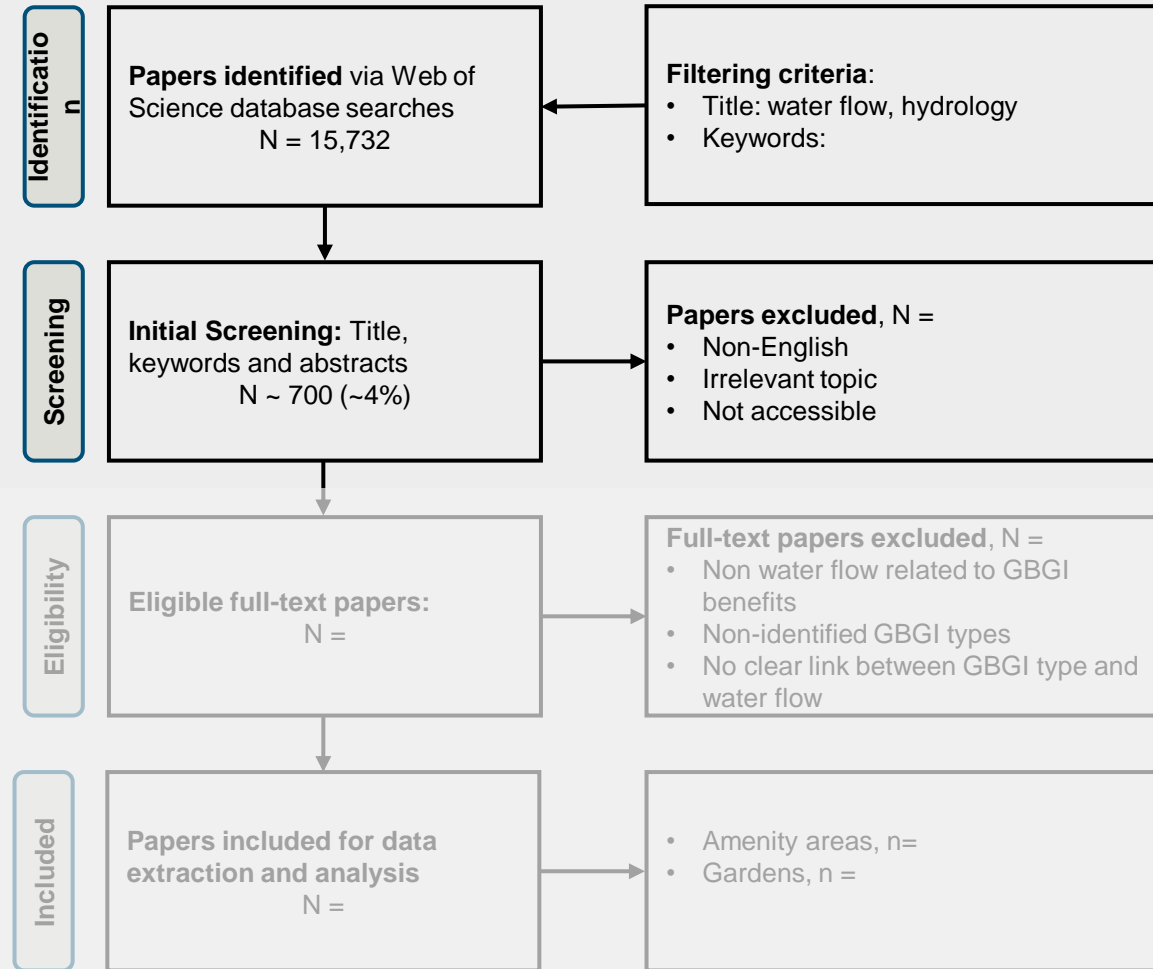 Identificatio
n
Papers identified via Web of
Science database searches
N = 15,732
Filtering criteria:
• Title: water flow, hydrology
• Keywords:
Screening
Initial Screening: Title,
keywords and abstracts
N ~ 700 (~4%)
Papers excluded, N =
• Non-English
• Irrelevant topic
• Not accessible
Eligibility
Eligible full-text papers:
N =
Full-text papers excluded, N =
• Non water flow related to GBGI
benefits
• Non-identified GBGI types
• No clear link between GBGI type and
water flow
Included
Papers included for data
extraction and analysis
N =
• Amenity areas, n=
• Gardens, n =